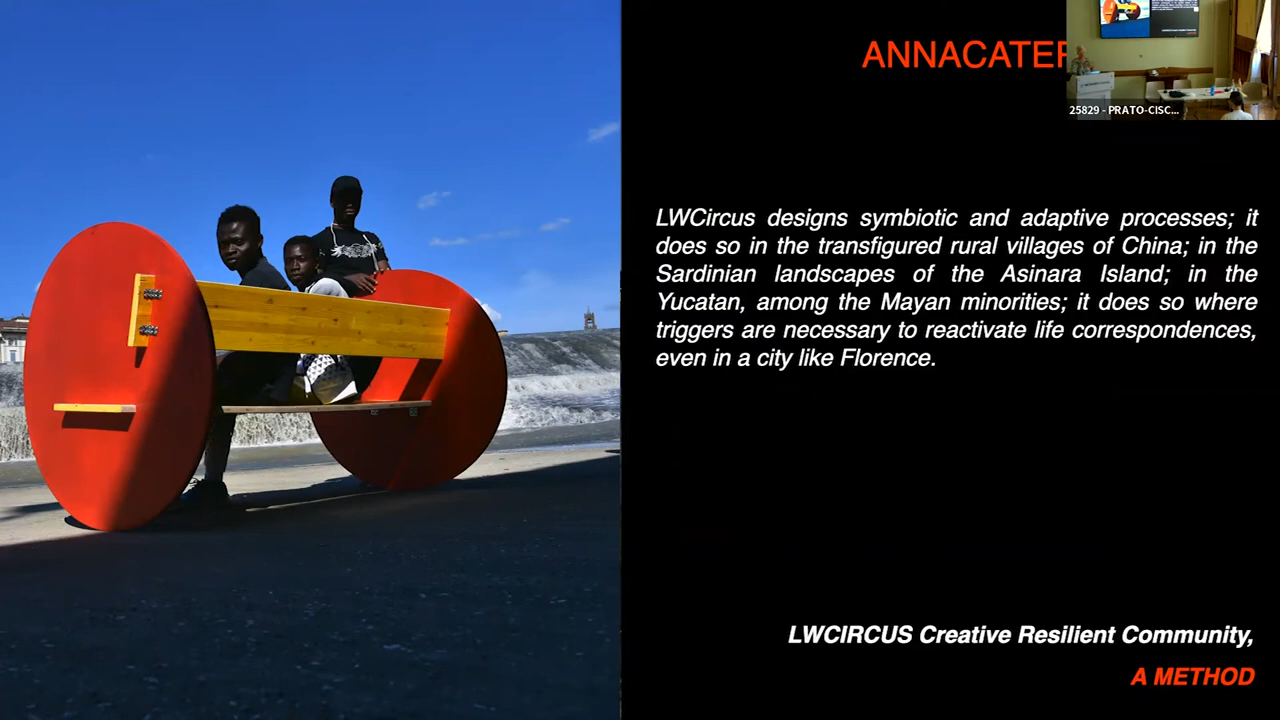 ANNACATER
25829 - PRATO-CISC...
LWCircus designs symbiotic and adaptive processes; it
does so in the transfigured rural villages of China; in the
Sardinian landscapes of the Asinara Island; in the
Yucatan, among the Mayan minorities; it does so where
triggers are necessary to reactivate life correspondences,
even in a city like Florence.
LWCIRCUS Creative Resilient Community,
A METHOD